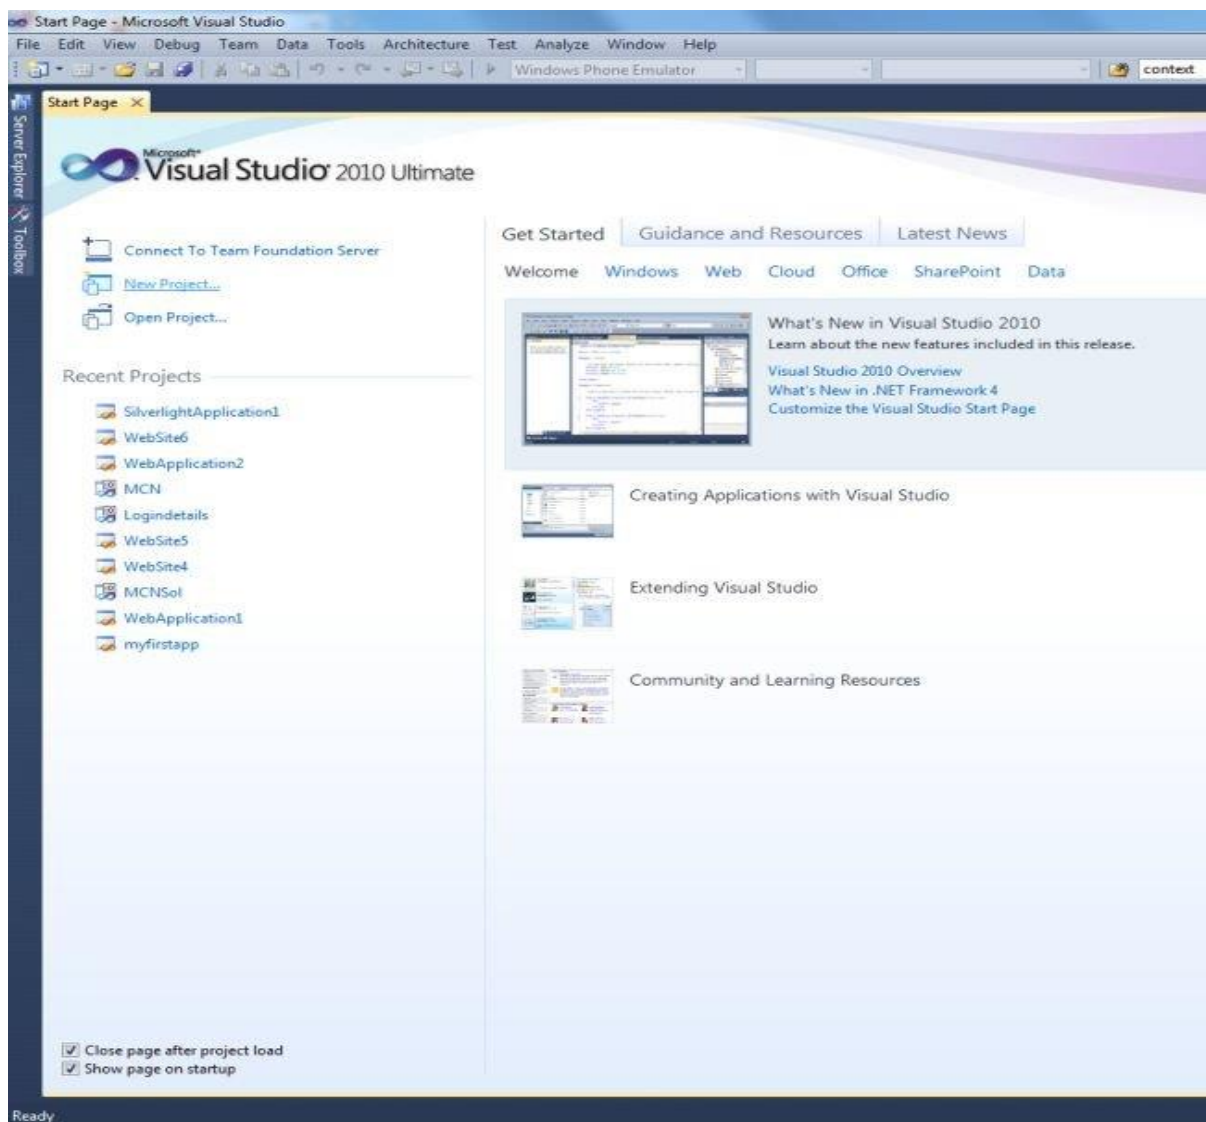 Start Page - Microsoft Visual Studio
File Edit View Debug Team Data Tools Architecture Test Analyze Window Help
Windows Phone Emulator context
Start Page
Server Explorer
Toolbox
Microsoft
Visual Studio 2010 Ultimate
Connect To Team Foundation Server
New Project...
Open Project...
Recent Projects
SilverlightApplication1
WebSite6
WebApplication2
MCN
Logindetails
WebSite5
WebSite4
MCNSol
WebApplication1
myfirstapp
Close page after project load
Show page on startup
Get Started Guidance and Resources Latest News
Welcome Windows Web Cloud Office SharePoint Data
What's New in Visual Studio 2010
Learn about the new features included in this release.
Visual Studio 2010 Overview
What's New in .NET Framework 4
Customize the Visual Studio Start Page
Creating Applications with Visual Studio
Extending Visual Studio
Community and Learning Resources
Ready